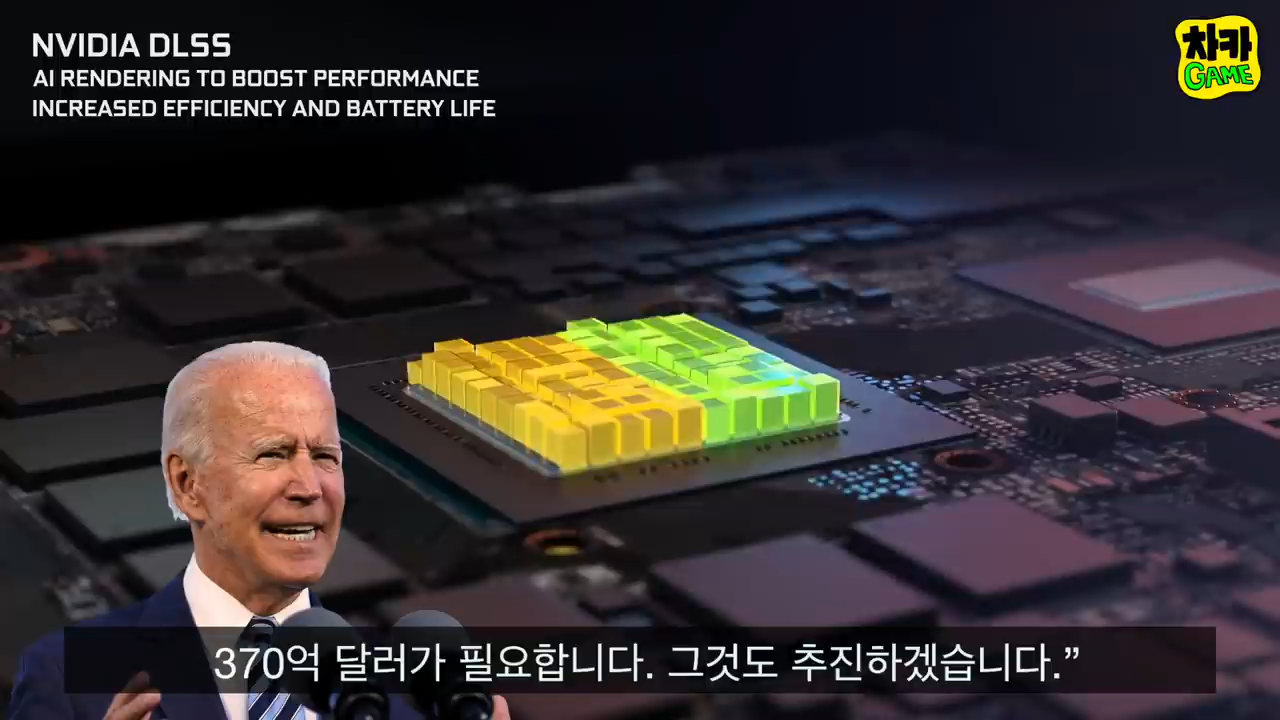 NVIDIA DLSS
AI RENDERING TO BOOST PERFORMANCE
INCREASED EFFICIENCY AND BATTERY LIFE
차카
GAME
370억 달러가 필요합니다. 그것도 추진하겠습니다.”